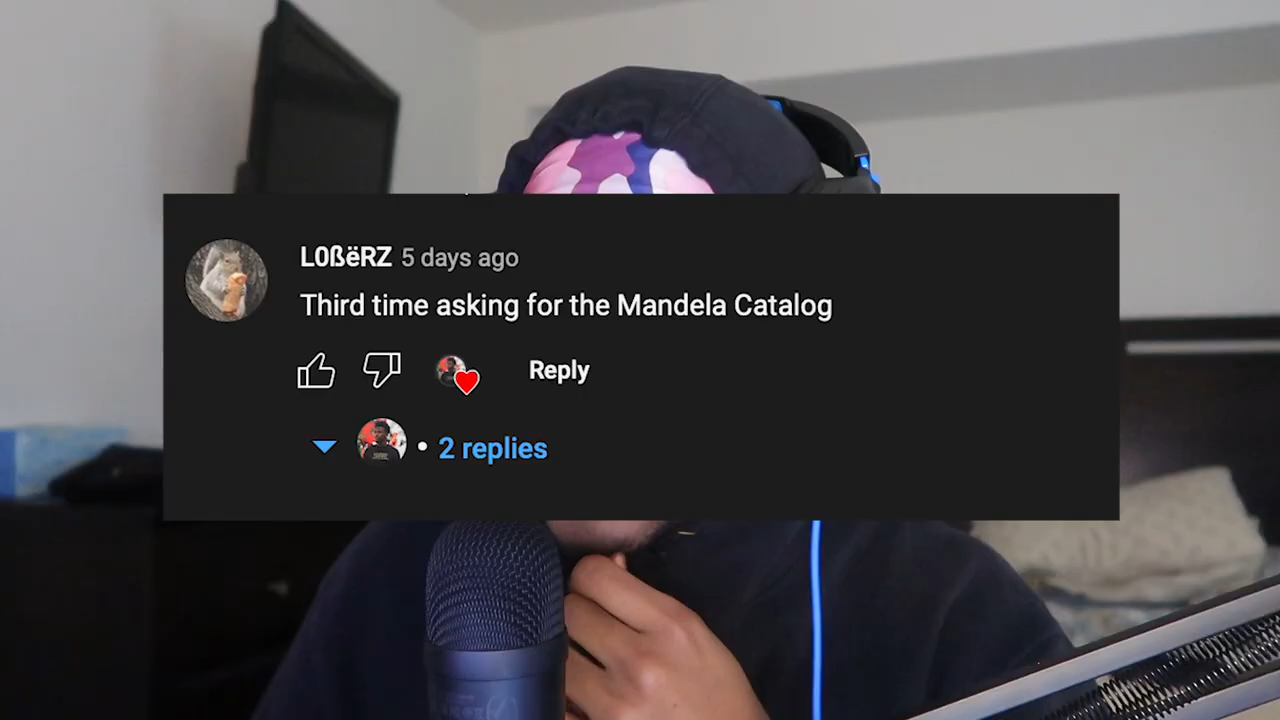 L0ßëRZ 5 days ago
Third time asking for the Mandela Catalog
Reply
• 2 replies